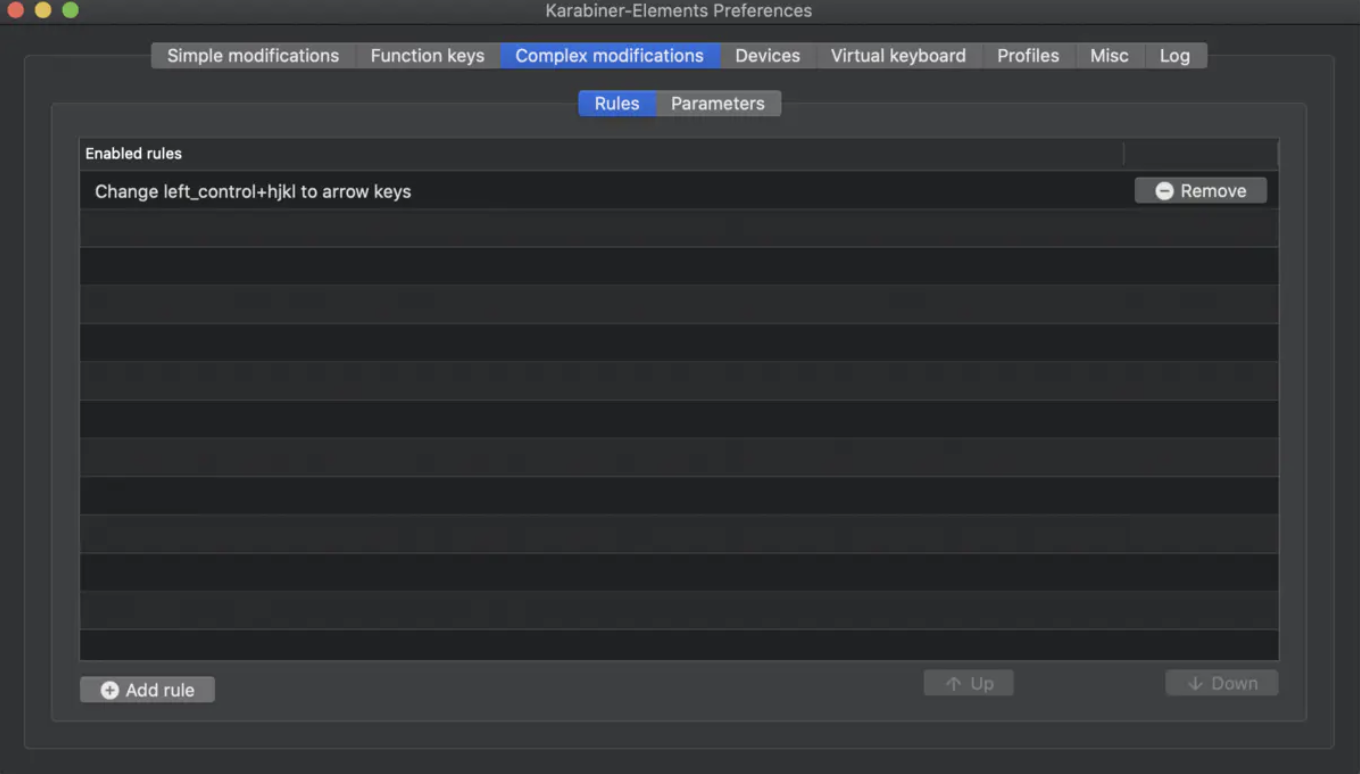 Karabiner-Elements Preferences
Simple modifications Function keys Complex modifications Devices Virtual keyboard Profiles Misc Log
Rules Parameters
Enabled rules
Change left_control+hjkl to arrow keys Remove
Add rule Up Down